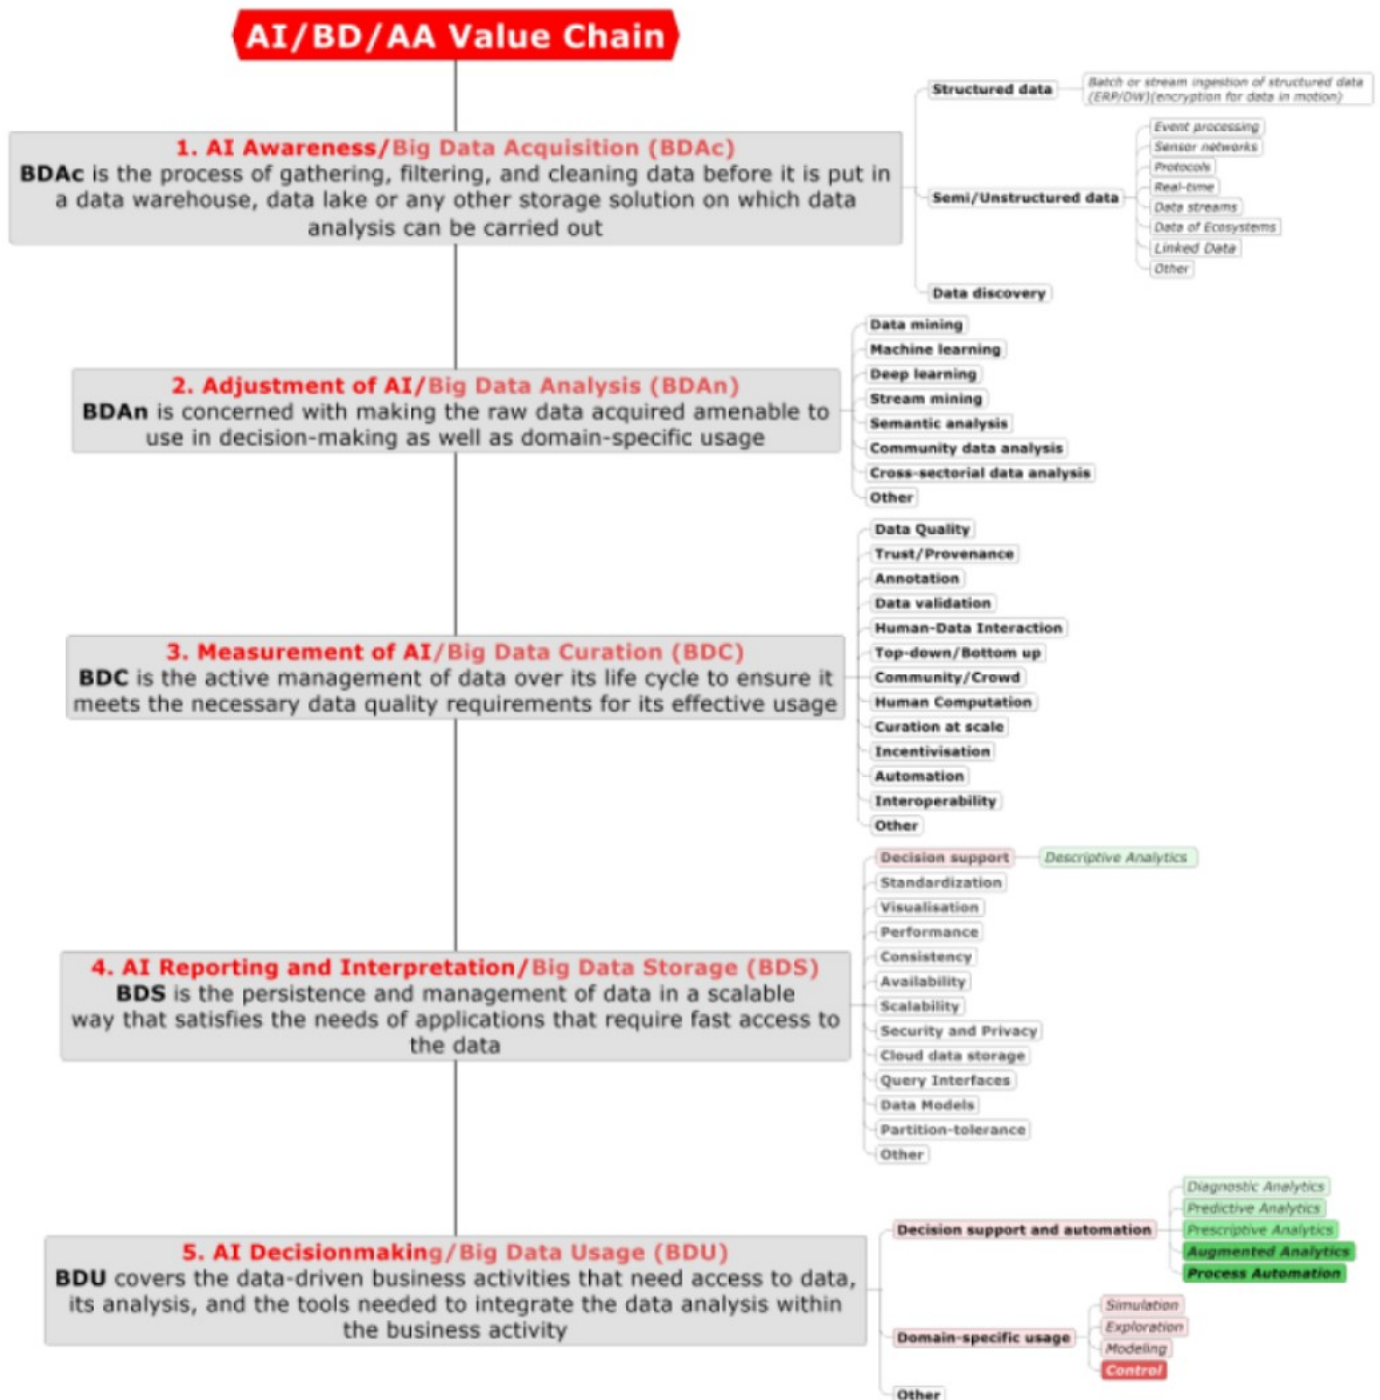 AI/BD/AA Value Chain
1. AI Awareness/Big Data Acquisition (BDAc)
BDAc is the process of gathering, filtering, and cleaning data before it is put in
a data warehouse, data lake or any other storage solution on which data
analysis can be carried out
Structured data
Batch or stream ingestion of structured data
(ERP/DW)(encryption for data in motion)
Semi/Unstructured data
Event processing
Sensor networks
Protocols
Real-time
Data streams
Data of Ecosystems
Linked Data
Other
Data discovery
2. Adjustment of AI/Big Data Analysis (BDAn)
BDAn is concerned with making the raw data acquired amenable to
use in decision-making as well as domain-specific usage
Data mining
Machine learning
Deep learning
Stream mining
Semantic analysis
Community data analysis
Cross-sectorial data analysis
Other
3. Measurement of AI/Big Data Curation (BDC)
BDC is the active management of data over its life cycle to ensure it
meets the necessary data quality requirements for its effective usage
Data Quality
Trust/Provenance
Annotation
Data validation
Human-Data Interaction
Top-down/Bottom up
Community/Crowd
Human Computation
Curation at scale
Incentivisation
Automation
Interoperability
Other
4. AI Reporting and Interpretation/Big Data Storage (BDS)
BDS is the persistence and management of data in a scalable
way that satisfies the needs of applications that require fast access to
the data
Decision support
Descriptive Analytics
Standardization
Visualisation
Performance
Consistency
Availability
Scalability
Security and Privacy
Cloud data storage
Query Interfaces
Data Models
Partition-tolerance
Other
5. AI Decisionmaking/Big Data Usage (BDU)
BDU covers the data-driven business activities that need access to data,
its analysis, and the tools needed to integrate the data analysis within
the business activity
Decision support and automation
Diagnostic Analytics
Predictive Analytics
Prescriptive Analytics
Augmented Analytics
Process Automation
Domain-specific usage
Simulation
Exploration
Modeling
Control
Other